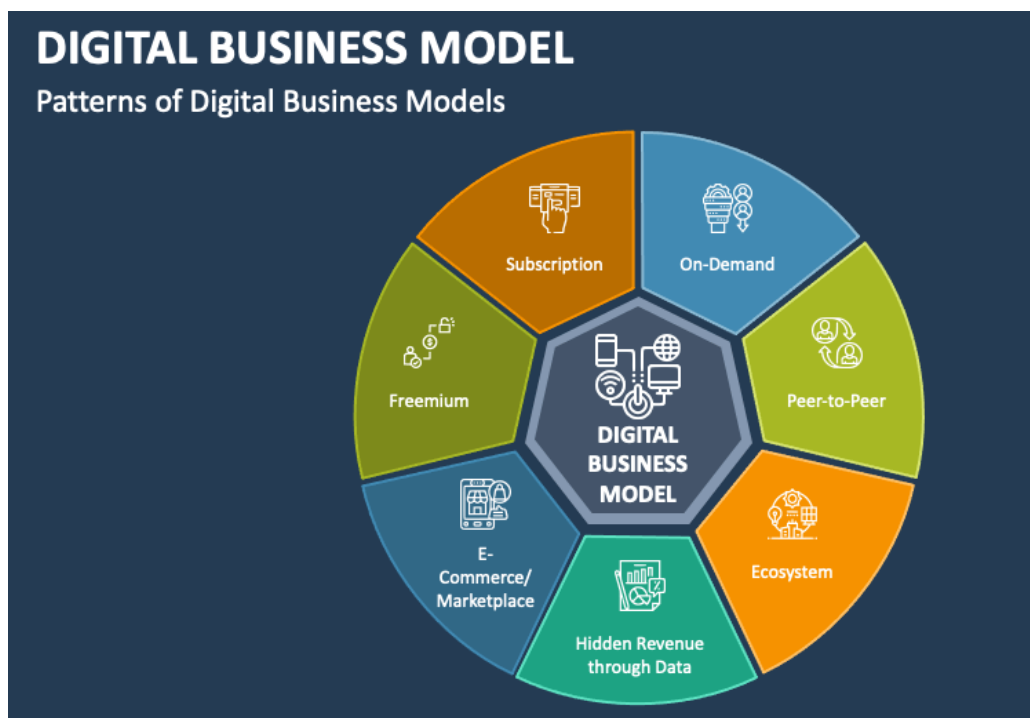 DIGITAL BUSINESS MODEL
Patterns of Digital Business Models
Subscription
On-Demand
Freemium
Peer-to-Peer
DIGITAL
BUSINESS
MODEL
E-
Commerce/
Marketplace
Ecosystem
Hidden Revenue
through Data